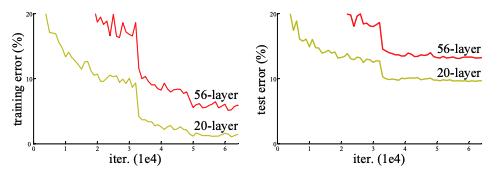 training error (%)
20
10
0
0 1 2 3 4 5 6
iter. (1e4)
56-layer
20-layer
test error (%)
20
10
0
0 1 2 3 4 5 6
iter. (1e4)
56-layer
20-layer